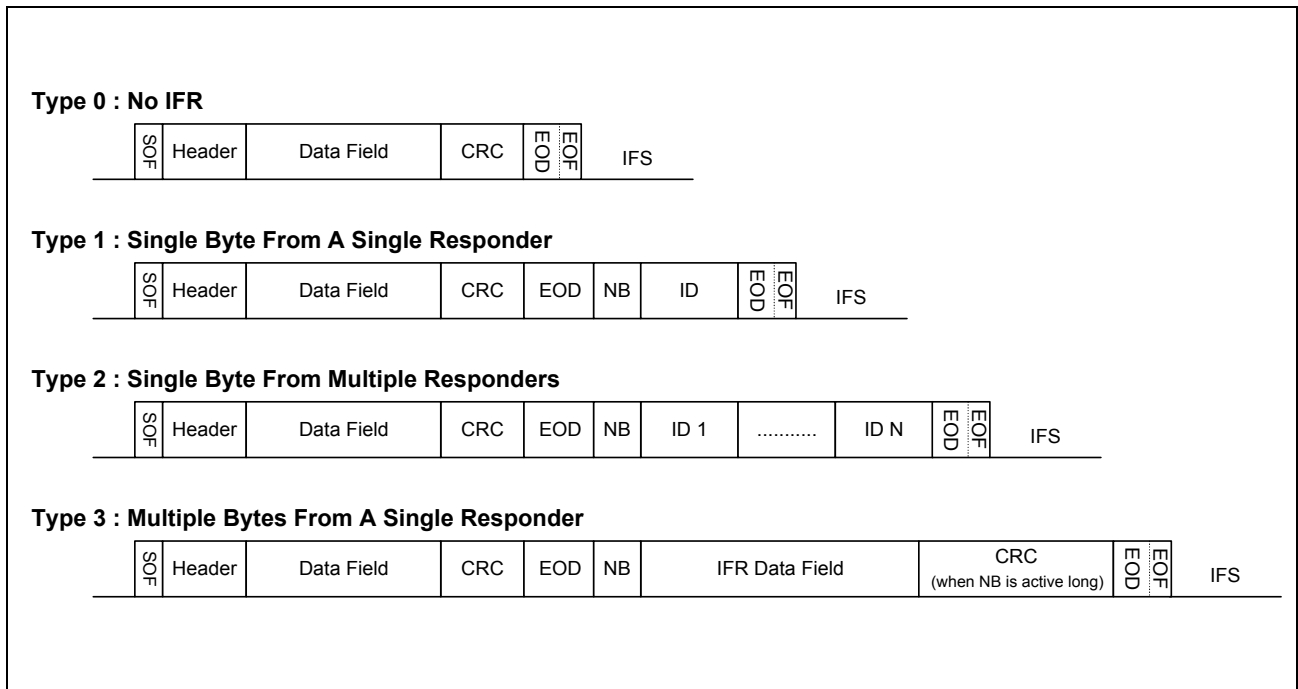 Type 0 : No IFR
SOF Header Data Field CRC EOD EOF IFS
Type 1 : Single Byte From A Single Responder
SOF Header Data Field CRC EOD NB ID EOD EOF IFS
Type 2 : Single Byte From Multiple Responders
SOF Header Data Field CRC EOD NB ID 1 ........... ID N EOD EOF IFS
Type 3 : Multiple Bytes From A Single Responder
SOF Header Data Field CRC EOD NB IFR Data Field CRC (when NB is active long) EOD EOF IFS